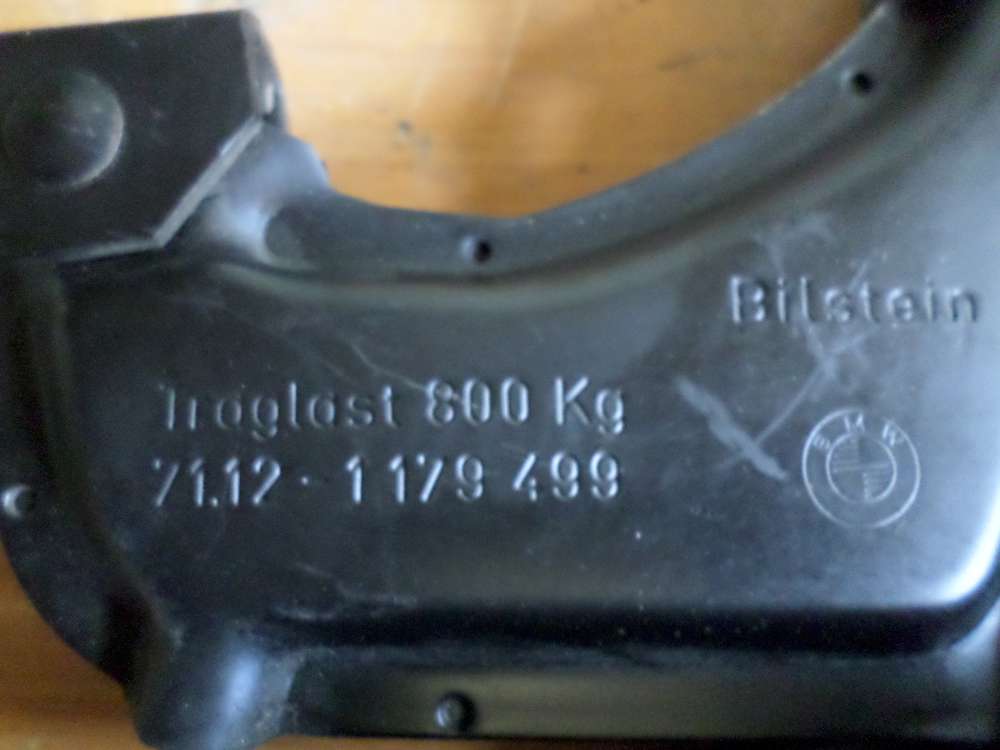 Bilstein
Traglast 800 Kg
BMW
71.12 · 1 179 499